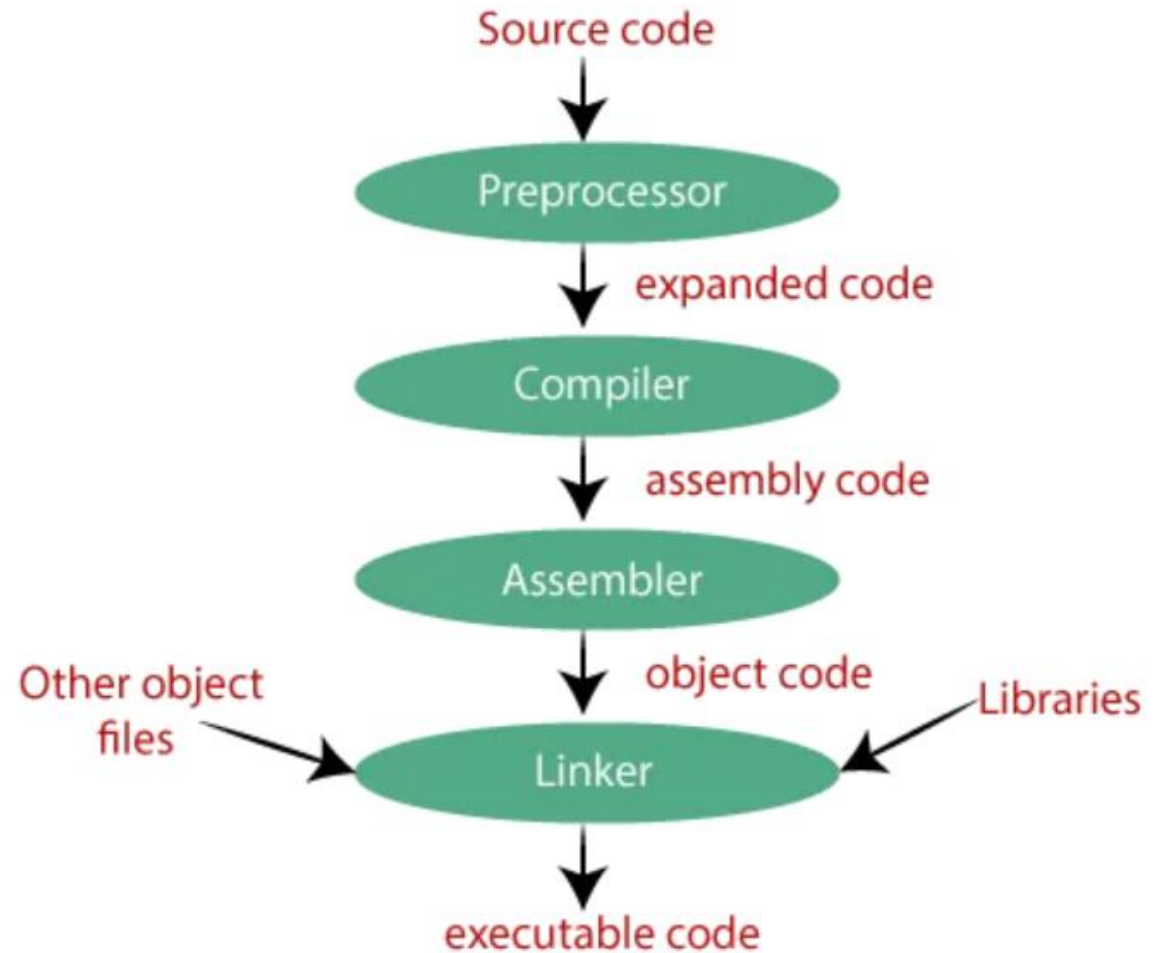 Source code
Preprocessor
expanded code
Compiler
assembly code
Assembler
object code
Other object
files
Libraries
Linker
executable code